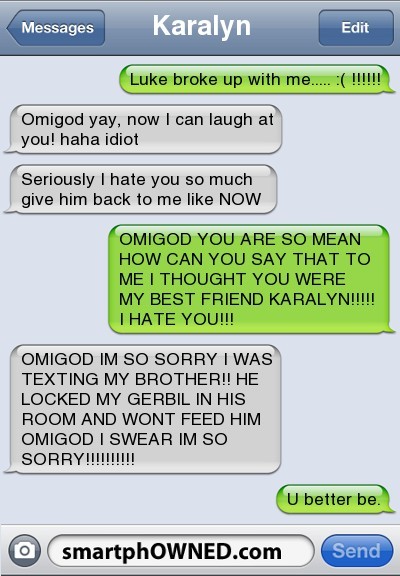 Messages
Karalyn
Edit
Luke broke up with me..... :( !!!!!!
Omigod yay, now I can laugh at
you! haha idiot
Seriously I hate you so much
give him back to me like NOW
OMIGOD YOU ARE SO MEAN
HOW CAN YOU SAY THAT TO
ME I THOUGHT YOU WERE
MY BEST FRIEND KARALYN!!!!!
I HATE YOU!!!
OMIGOD IM SO SORRY I WAS
TEXTING MY BROTHER!! HE
LOCKED MY GERBIL IN HIS
ROOM AND WONT FEED HIM
OMIGOD I SWEAR IM SO
SORRY!!!!!!!!!!
U better be.
smartphOWNED.com
Send